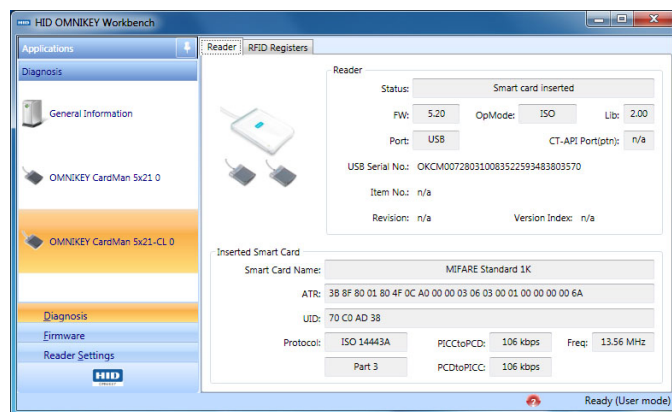 HID OMNIKEY Workbench
Applications
Diagnosis
General Information
OMNIKEY CardMan 5x21 0
OMNIKEY CardMan 5x21-CL 0
Diagnosis
Firmware
Reader Settings
HID
Reader RFID Registers
Reader
Status: Smart card inserted
FW: 5.20 OpMode: ISO Lib: 2.00
Port: USB CT-API Port(ptn): n/a
USB Serial No.: OKCM007280310083522593483803570
Item No.: n/a
Revision: n/a Version Index: n/a
Inserted Smart Card
Smart Card Name: MIFARE Standard 1K
ATR: 3B 8F 80 01 80 4F 0C A0 00 00 03 06 03 00 01 00 00 00 00 6A
UID: 70 C0 AD 38
Protocol: ISO 14443A PICCtoPCD: 106 kbps Freq: 13.56 MHz
Part 3 PCDtoPICC: 106 kbps
Ready (User mode)